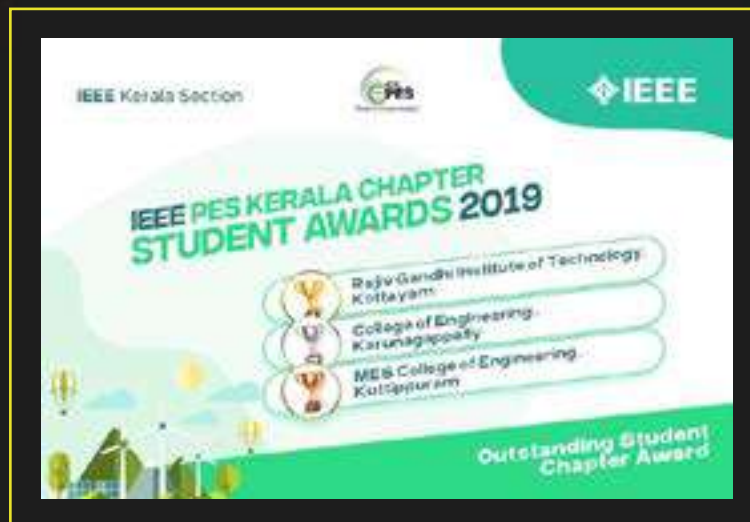 IEEE Kerala Section
PES
IEEE
IEEE PES KERALA CHAPTER
STUDENT AWARDS 2019
Rajiv Gandhi Institute of Technology
Kottayam
College of Engineering
Karunagappally
MES College of Engineering
Kuttippuram
Outstanding Student
Chapter Award